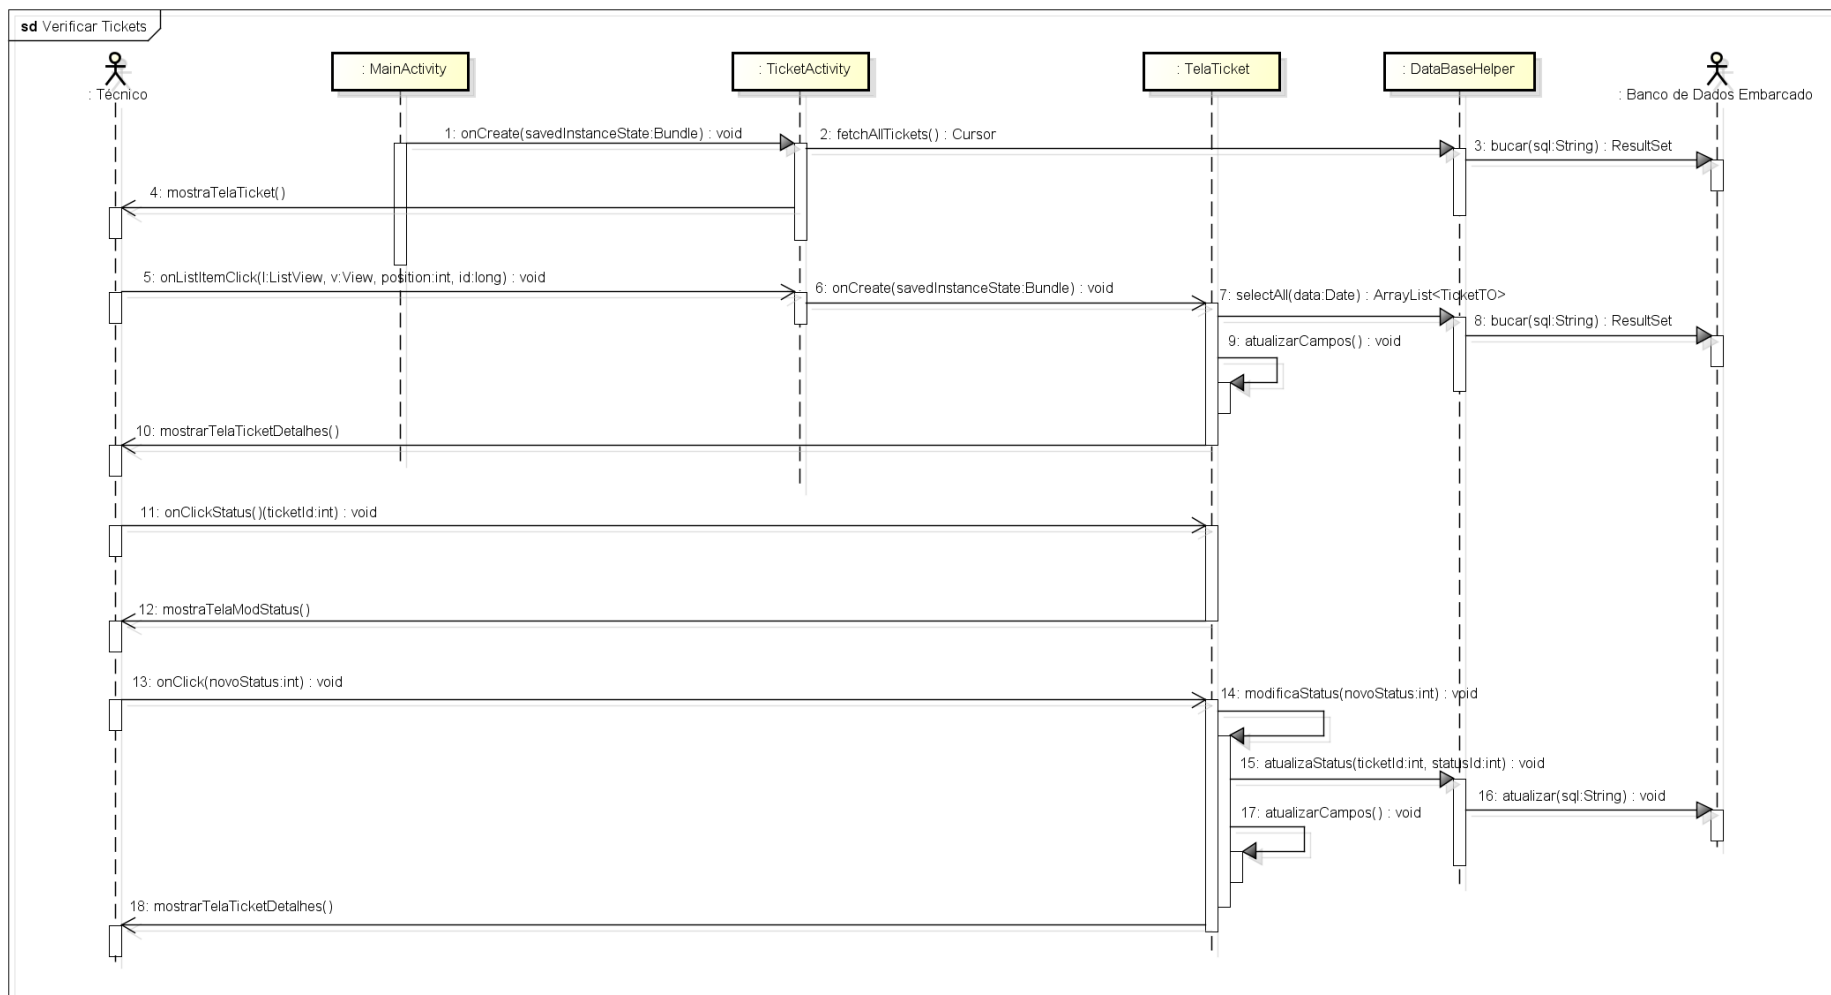 sd Verificar Tickets
: Técnico
: MainActivity
: TicketActivity
: TelaTicket
: DataBaseHelper
: Banco de Dados Embarcado
1: onCreate(savedInstanceState:Bundle) : void
2: fetchAllTickets() : Cursor
3: bucar(sql:String) : ResultSet
4: mostraTelaTicket()
5: onListItemClick(l:ListView, v:View, position:int, id:long) : void
6: onCreate(savedInstanceState:Bundle) : void
7: selectAll(data:Date) : ArrayList<TicketTO>
8: bucar(sql:String) : ResultSet
9: atualizarCampos() : void
10: mostrarTelaTicketDetalhes()
11: onClickStatus()(ticketId:int) : void
12: mostraTelaModStatus()
13: onClick(novoStatus:int) : void
14: modificaStatus(novoStatus:int) : void
15: atualizaStatus(ticketId:int, statusId:int) : void
16: atualizar(sql:String) : void
17: atualizarCampos() : void
18: mostrarTelaTicketDetalhes()